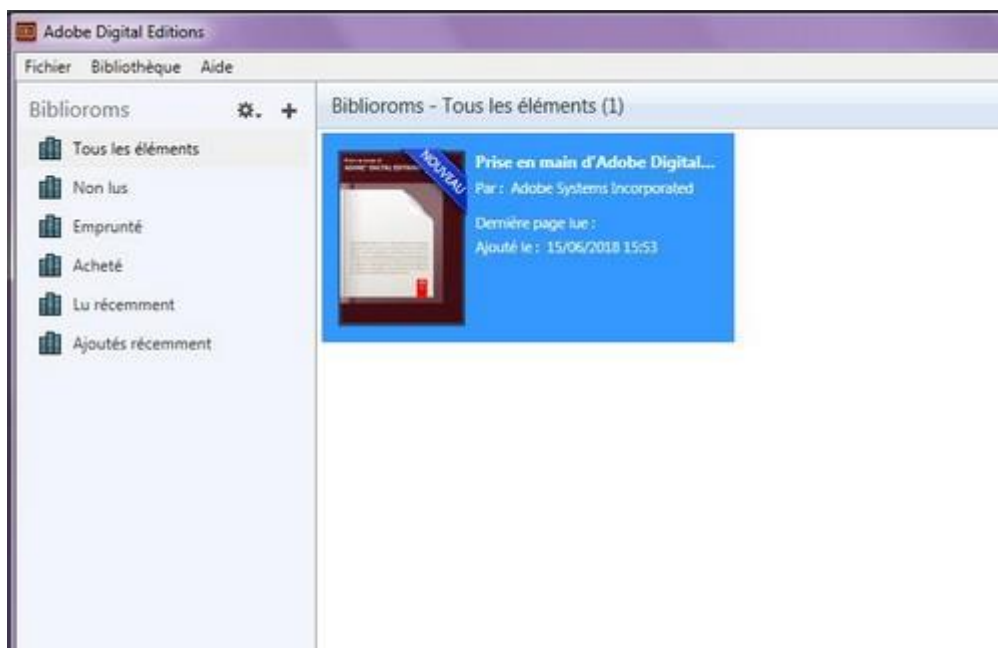 Adobe Digital Editions
Fichier Bibliothèque Aide
Biblioroms
Tous les éléments
Non lus
Emprunté
Acheté
Lu récemment
Ajoutés récemment
Biblioroms - Tous les éléments (1)
NOUVEAU
Prise en main d'Adobe Digital...
Par : Adobe Systems Incorporated
Dernière page lue :
Ajouté le : 15/06/2018 15:53